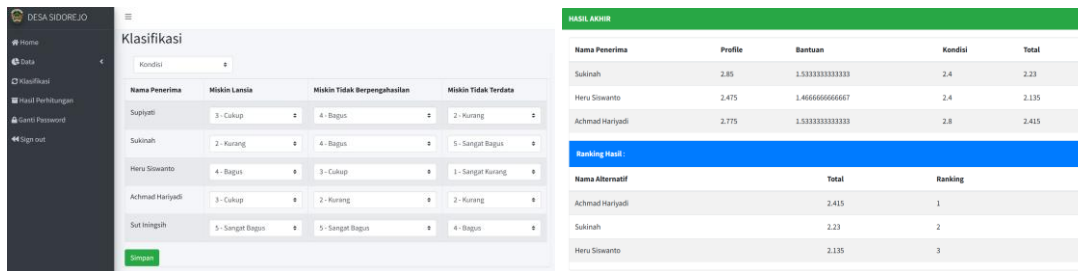 DESA SIDOREJO
Home
Data
Klasifikasi
Hasil Perhitungan
Ganti Password
Sign out
Klasifikasi
Kondisi
Nama Penerima Miskin Lansia Miskin Tidak Berpengahasilan Miskin Tidak Terdata
Supiyati 3 - Cukup 4 - Bagus 2 - Kurang
Sukinah 2 - Kurang 4 - Bagus 5 - Sangat Bagus
Heru Siswanto 4 - Bagus 3 - Cukup 1 - Sangat Kurang
Achmad Hariyadi 3 - Cukup 2 - Kurang 2 - Kurang
Sut Iningsih 5 - Sangat Bagus 5 - Sangat Bagus 4 - Bagus
Simpan
HASIL AKHIR
Nama Penerima Profile Bantuan Kondisi Total
Sukinah 2.85 1.5333333333333 2.4 2.23
Heru Siswanto 2.475 1.4666666666667 2.4 2.135
Achmad Hariyadi 2.775 1.5333333333333 2.8 2.415
Ranking Hasil :
Nama Alternatif Total Ranking
Achmad Hariyadi 2.415 1
Sukinah 2.23 2
Heru Siswanto 2.135 3